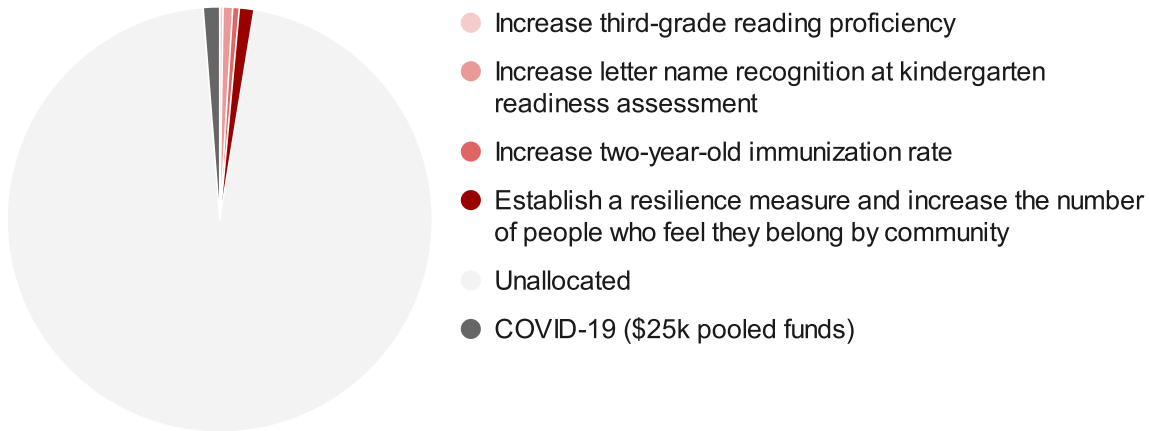 Increase third-grade reading proficiency
Increase letter name recognition at kindergarten
readiness assessment
Increase two-year-old immunization rate
Establish a resilience measure and increase the number
of people who feel they belong by community
Unallocated
COVID-19 ($25k pooled funds)